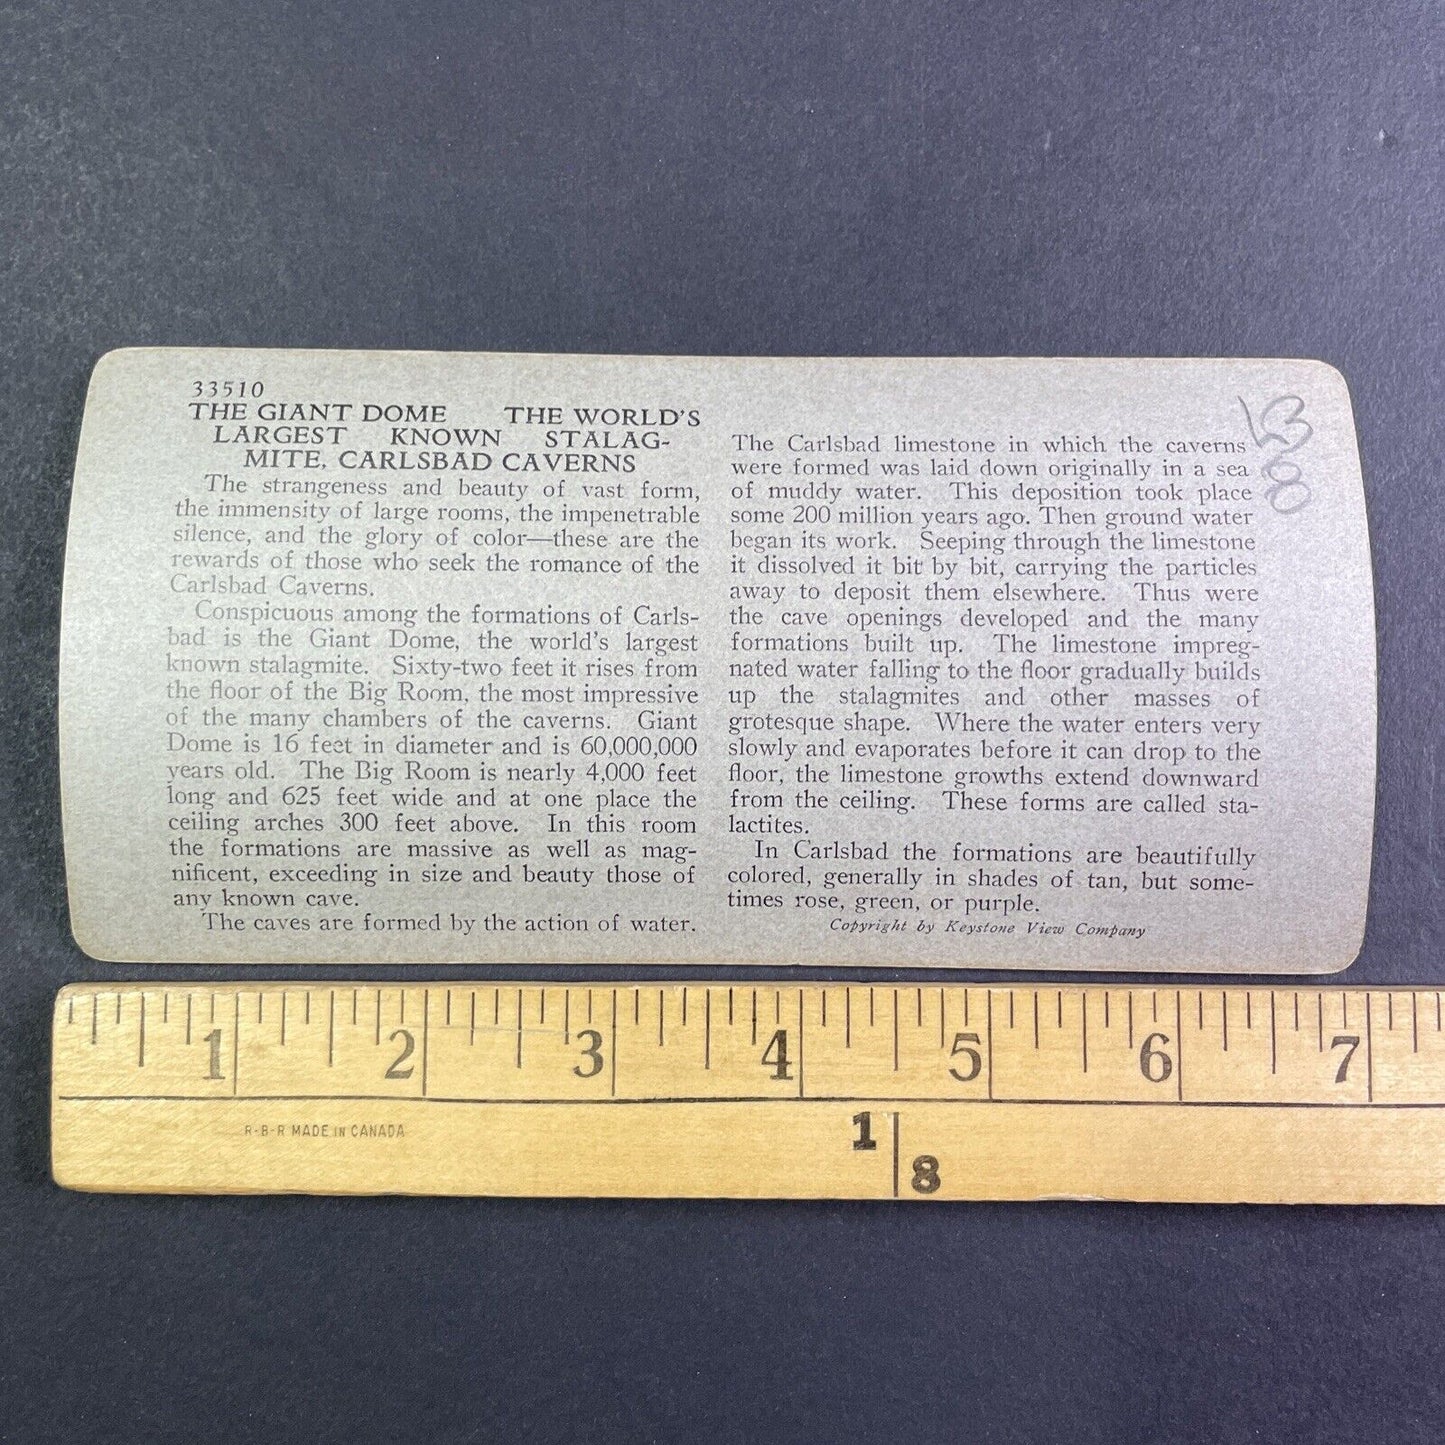 33510
THE GIANT DOME THE WORLD'S
LARGEST KNOWN STALAG-
MITE, CARLSBAD CAVERNS
The strangeness and beauty of vast form,
the immensity of large rooms, the impenetrable
silence, and the glory of color—these are the
rewards of those who seek the romance of the
Carlsbad Caverns.
Conspicuous among the formations of Carls-
bad is the Giant Dome, the world's largest
known stalagmite. Sixty-two feet it rises from
the floor of the Big Room, the most impressive
of the many chambers of the caverns. Giant
Dome is 16 feet in diameter and is 60,000,000
years old. The Big Room is nearly 4,000 feet
long and 625 feet wide and at one place the
ceiling arches 300 feet above. In this room
the formations are massive as well as mag-
nificent, exceeding in size and beauty those of
any known cave.
The caves are formed by the action of water.
The Carlsbad limestone in which the caverns
were formed was laid down originally in a sea
of muddy water. This deposition took place
some 200 million years ago. Then ground water
began its work. Seeping through the limestone
it dissolved it bit by bit, carrying the particles
away to deposit them elsewhere. Thus were
the cave openings developed and the many
formations built up. The limestone impreg-
nated water falling to the floor gradually builds
up the stalagmites and other masses of
grotesque shape. Where the water enters very
slowly and evaporates before it can drop to the
floor, the limestone growths extend downward
from the ceiling. These forms are called sta-
lactites.
In Carlsbad the formations are beautifully
colored, generally in shades of tan, but some-
times rose, green, or purple.
Copyright by Keystone View Company
1 2 3 4 5 6 7
R-B-R MADE IN CANADA
1
8